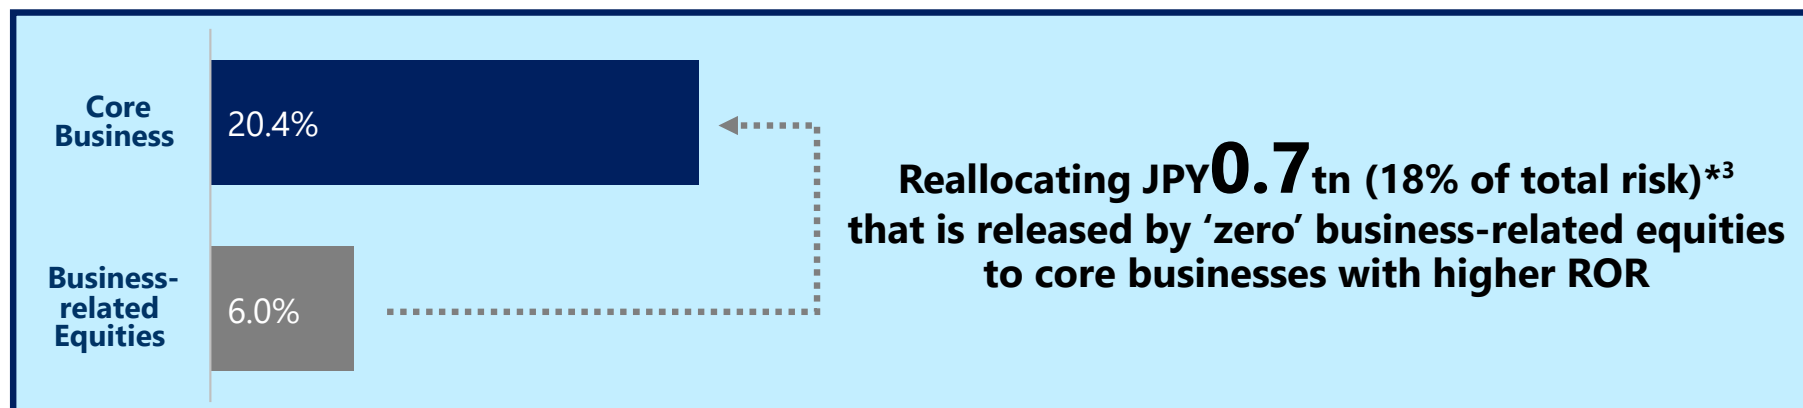 Core
Business
20.4%
Business-
related
Equities
6.0%
Reallocating JPY0.7tn (18% of total risk)*3
that is released by ‘zero’ business-related equities
to core businesses with higher ROR